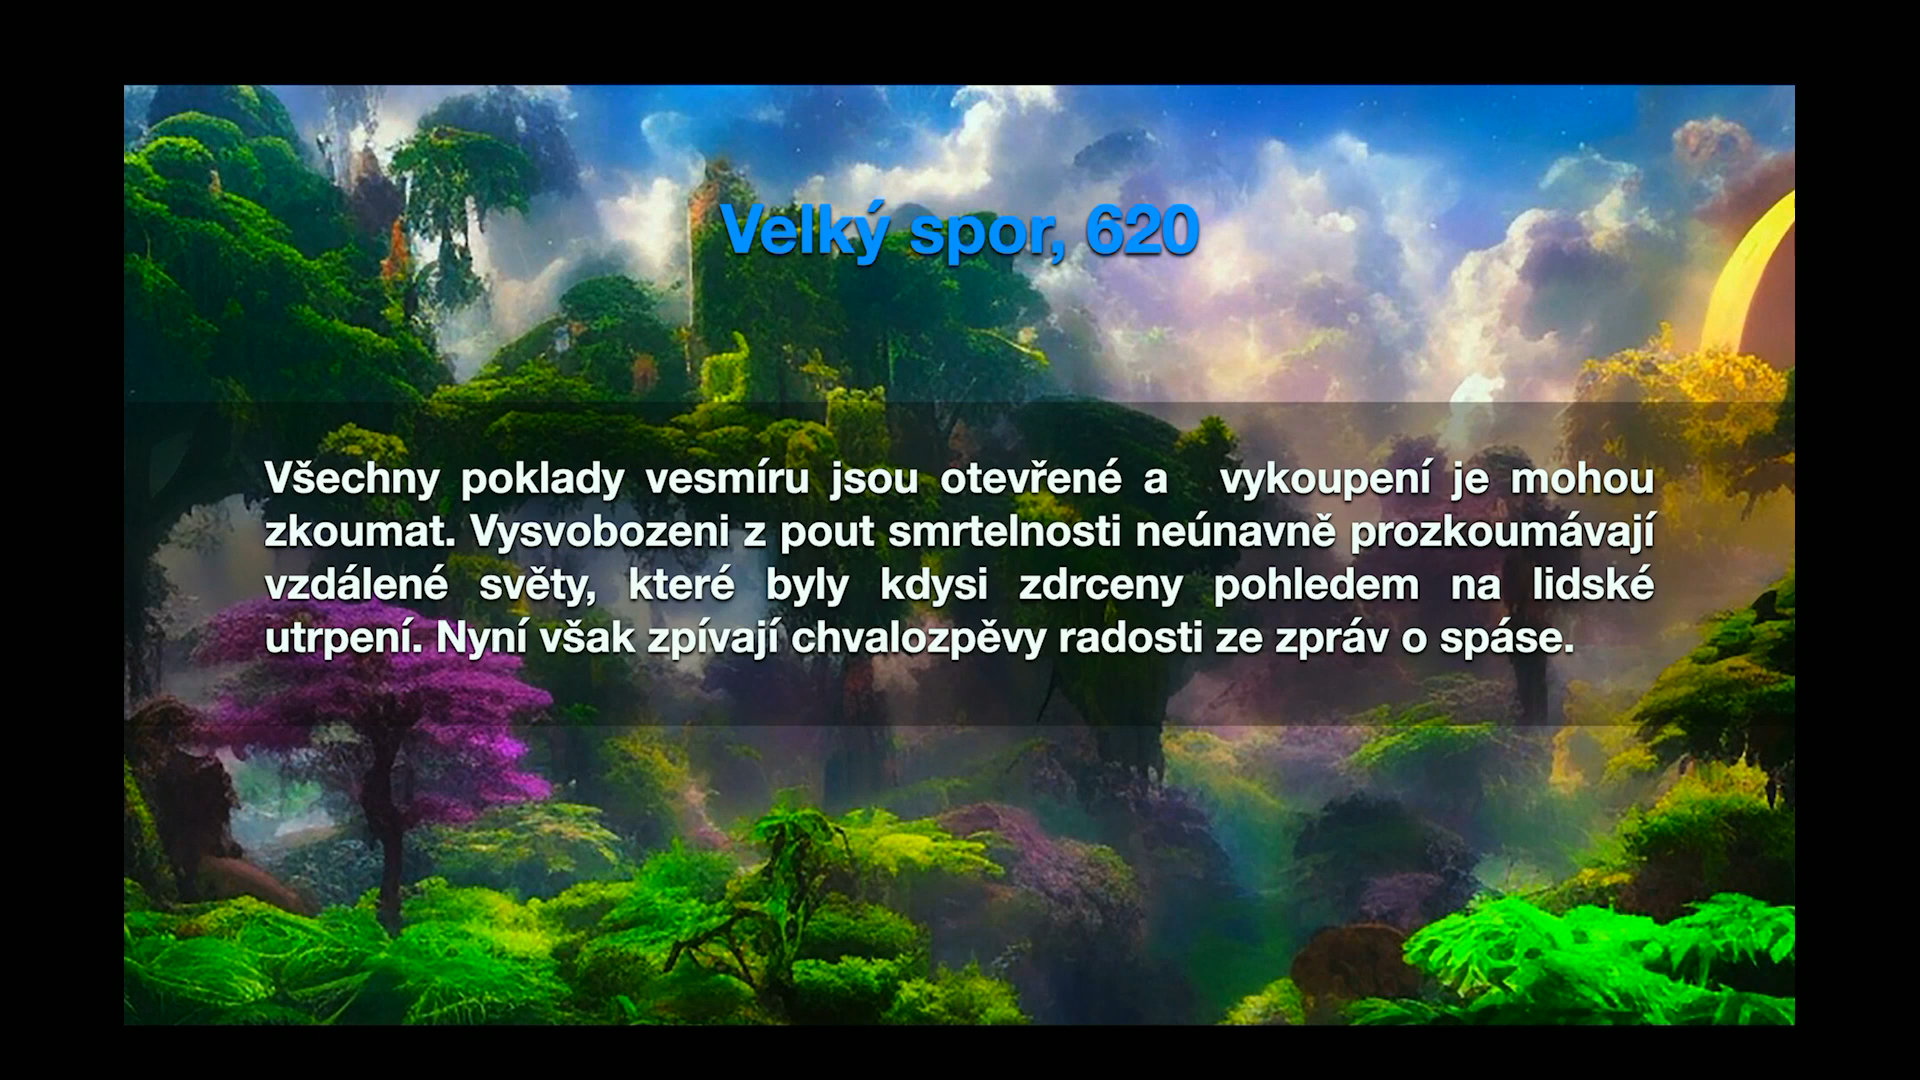 Velký spor, 620
Všechny poklady vesmíru jsou otevřené a vykoupení je mohou
zkoumat. Vysvobozeni z pout smrtelnosti neúnavně prozkoumávají
vzdálené světy, které byly kdysi zdrceny pohledem na lidské
utrpení. Nyní však zpívají chvalozpěvy radosti ze zpráv o spáse.